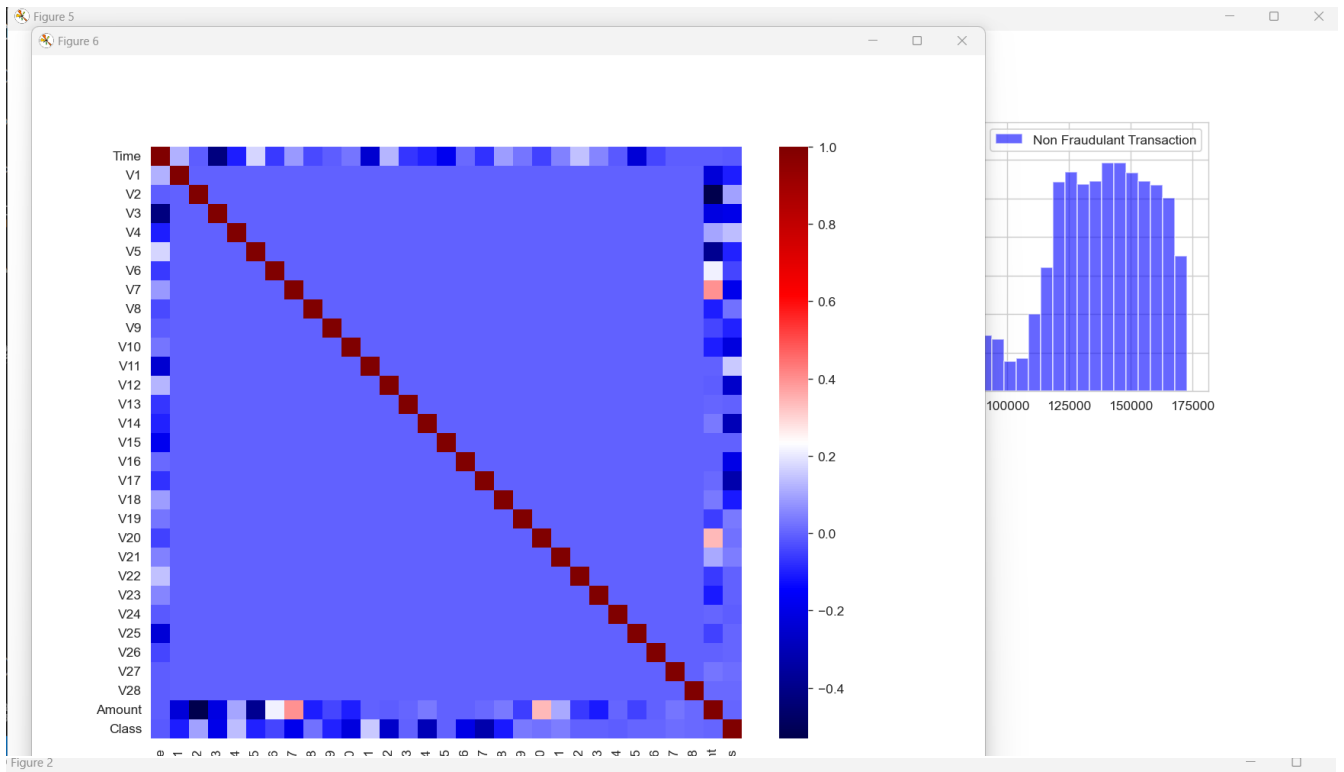 Figure 5
Figure 6
Non Fraudulant Transaction
Time
V1
V2
V3
V4
V5
V6
V7
V8
V9
V10
V11
V12
V13
V14
V15
V16
V17
V18
V19
V20
V21
V22
V23
V24
V25
V26
V27
V28
Amount
Class
1.0
0.8
0.6
0.4
0.2
0.0
−0.2
−0.4
100000 125000 150000 175000
Figure 2